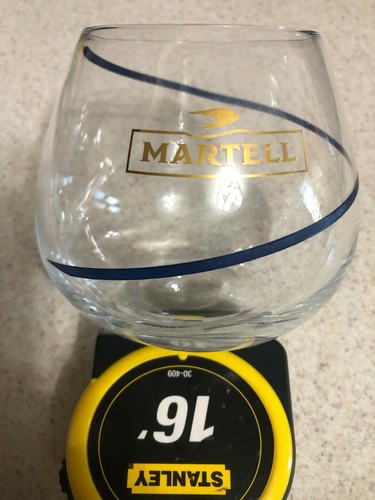 MARTELL
30-409
16'
STANLEY